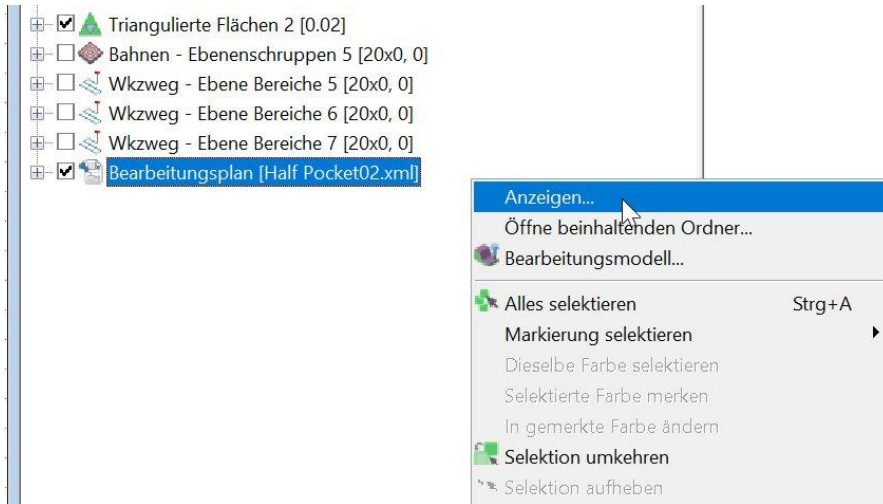 Triangulierte Flächen 2 [0.02]
Bahnen - Ebenenschruppen 5 [20x0, 0]
Wkzweg - Ebene Bereiche 5 [20x0, 0]
Wkzweg - Ebene Bereiche 6 [20x0, 0]
Wkzweg - Ebene Bereiche 7 [20x0, 0]
Bearbeitungsplan [Half Pocket02.xml]
Anzeigen...
Öffne beinhaltenden Ordner...
Bearbeitungsmodell...
Alles selektieren Strg+A
Markierung selektieren
Dieselbe Farbe selektieren
Selektierte Farbe merken
In gemerkte Farbe ändern
Selektion umkehren
Selektion aufheben